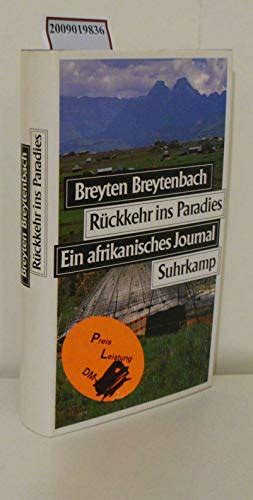 2009019836
Breyten Breytenbach
Rückkehr ins Paradies
Breyten Breytenbach
Rückkehr ins Paradies
Ein afrikanisches Journal
Suhrkamp
Preis
Leistung
DM